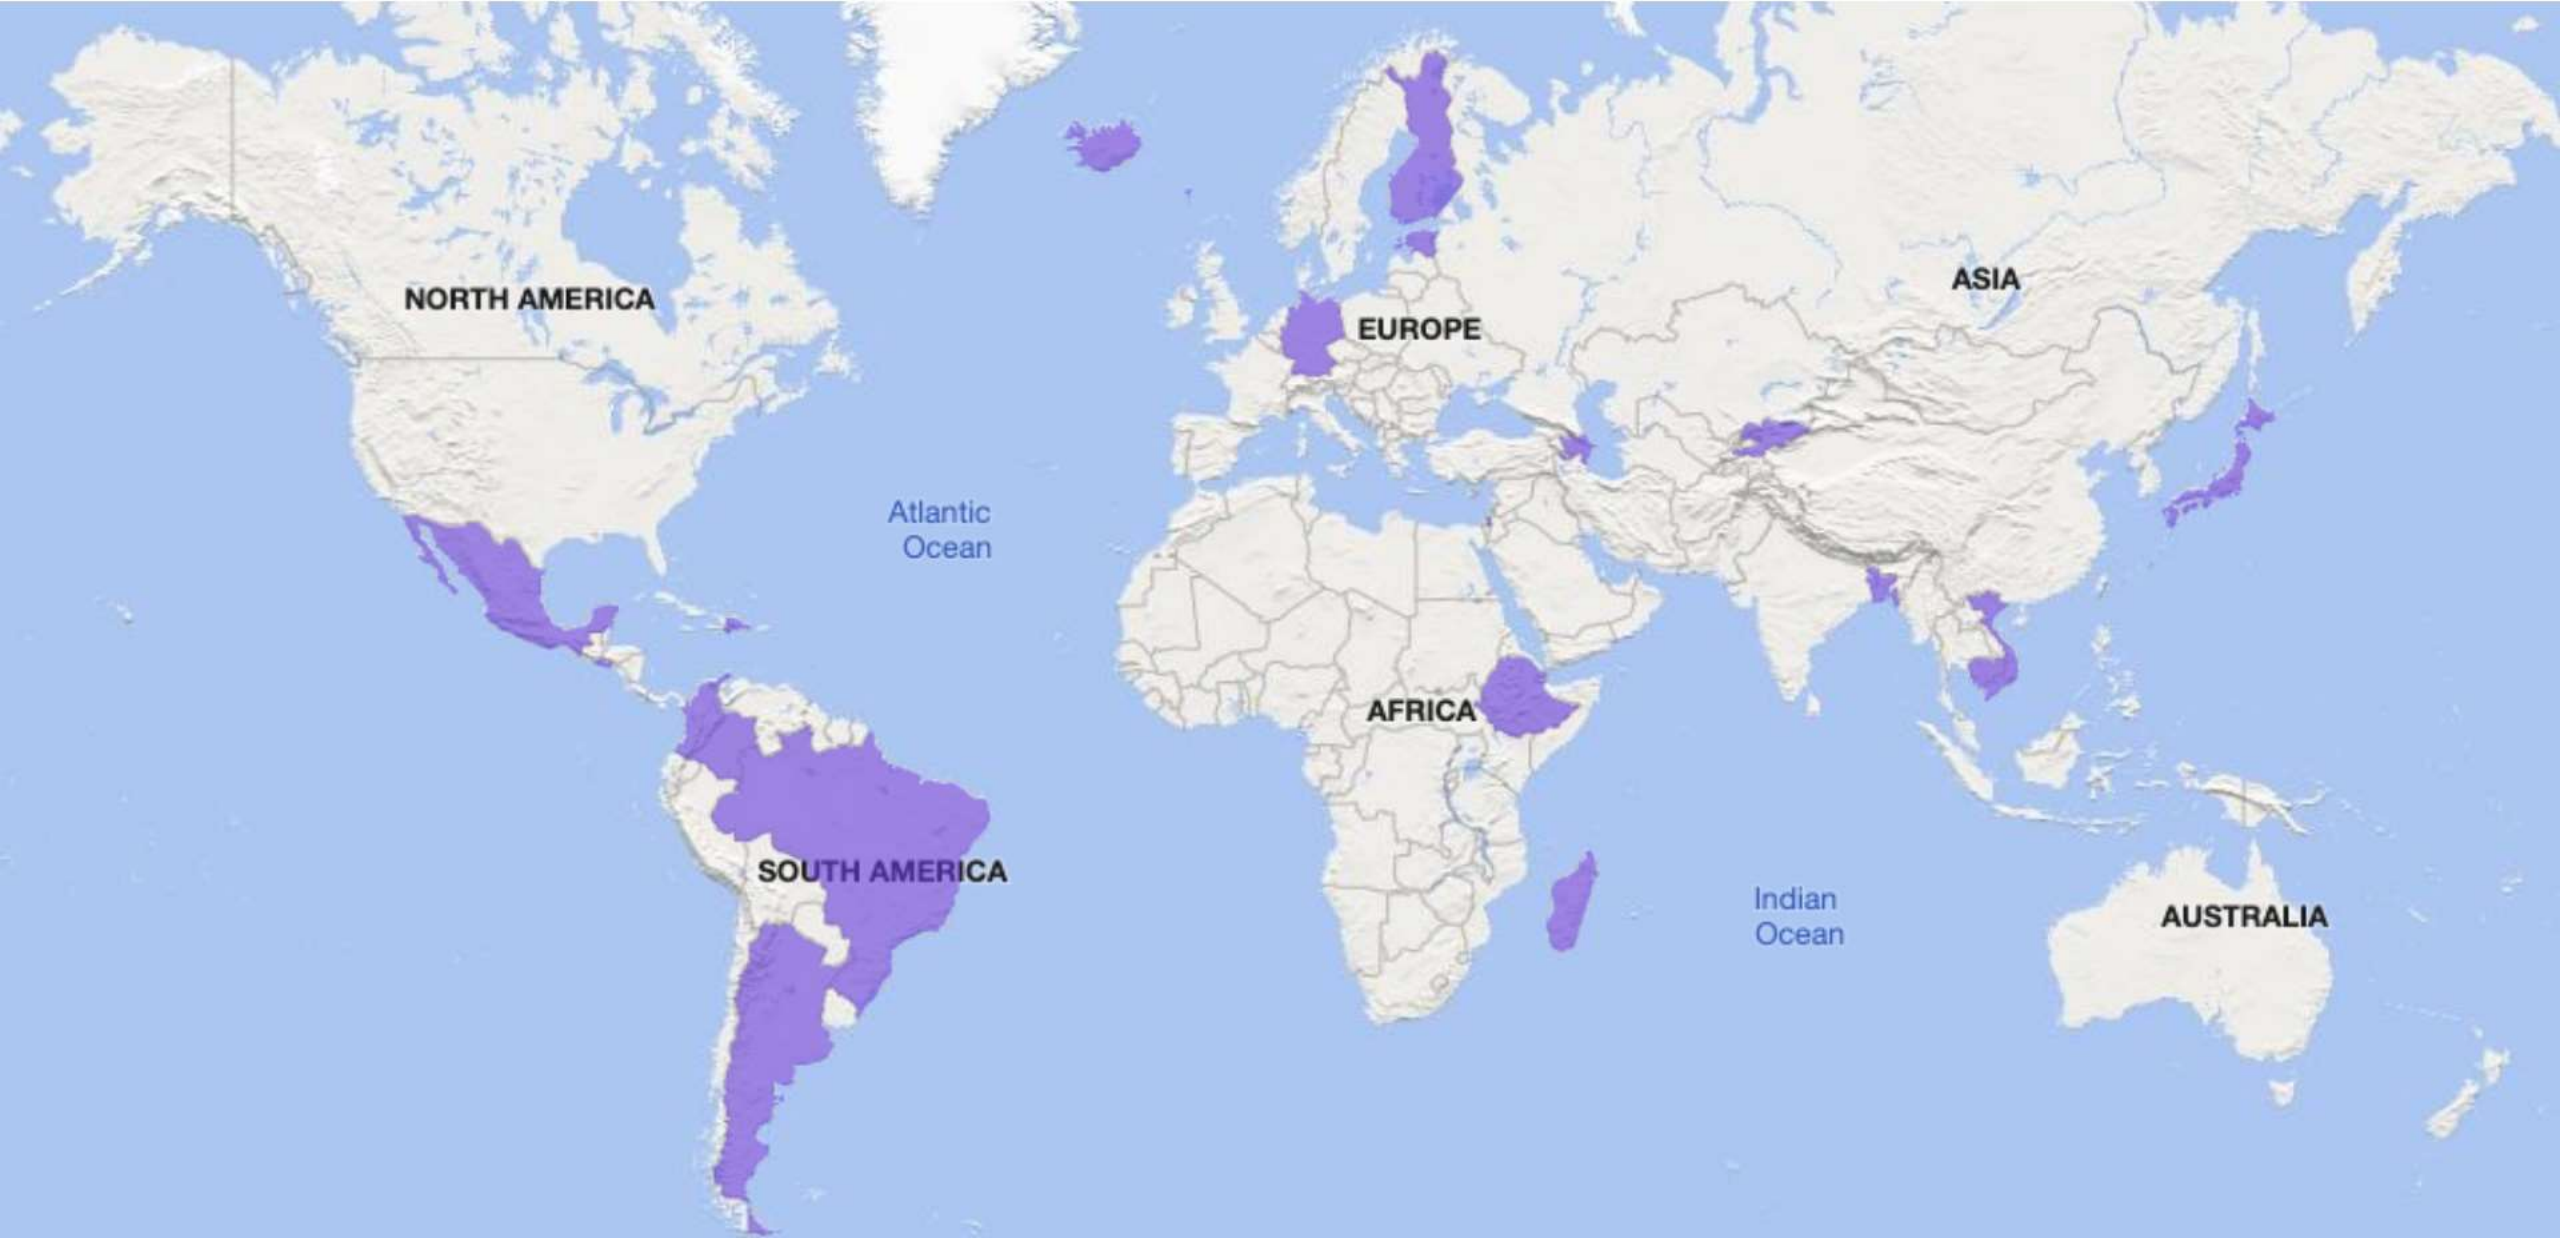 NORTH AMERICA
EUROPE
ASIA
Atlantic
Ocean
AFRICA
SOUTH AMERICA
Indian
Ocean
AUSTRALIA